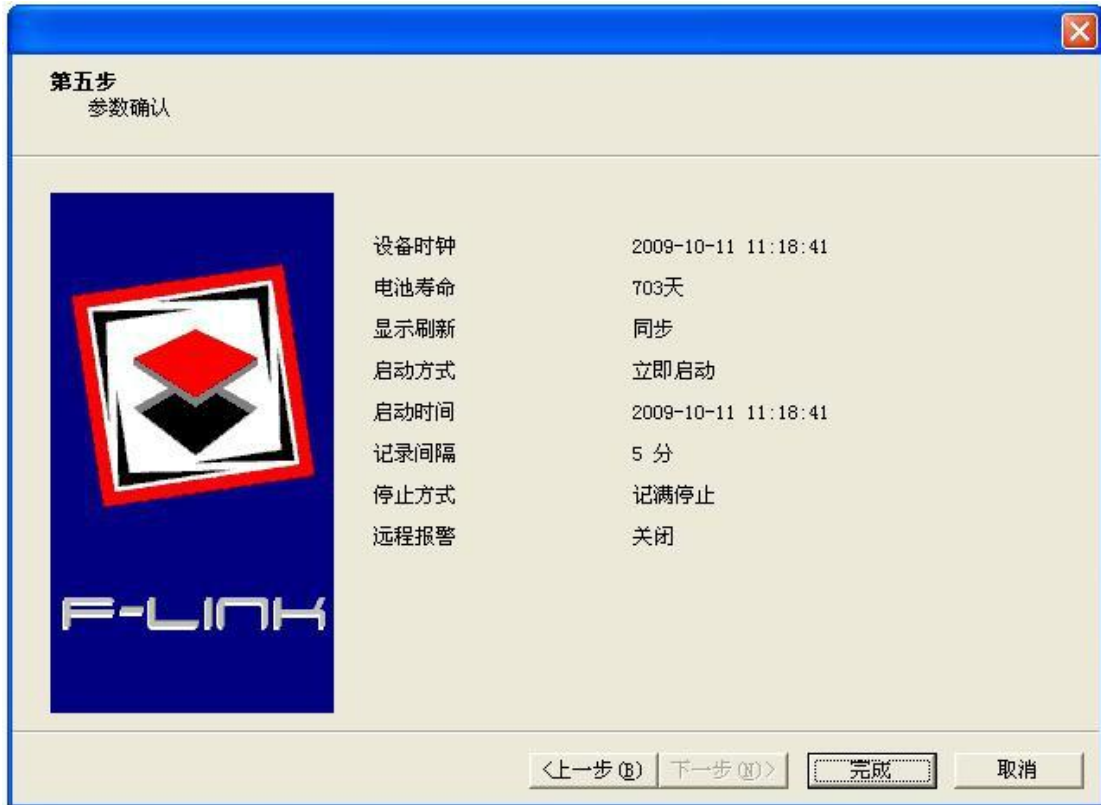 第五步
参数确认
设备时钟 2009-10-11 11:18:41
电池寿命 703天
显示刷新 同步
启动方式 立即启动
启动时间 2009-10-11 11:18:41
记录间隔 5 分
停止方式 记满停止
远程报警 关闭
F-LINK
<上一步(B) 下一步(N)> 完成 取消